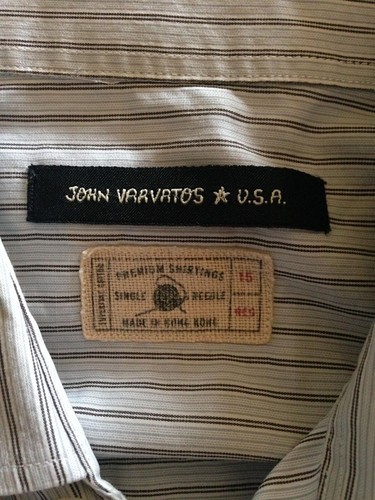 JOHN VARVATOS ★ U.S.A.
PREMIUM SHIRTINGS
SINGLE NEEDLE
MADE IN HONG KONG
15
REG